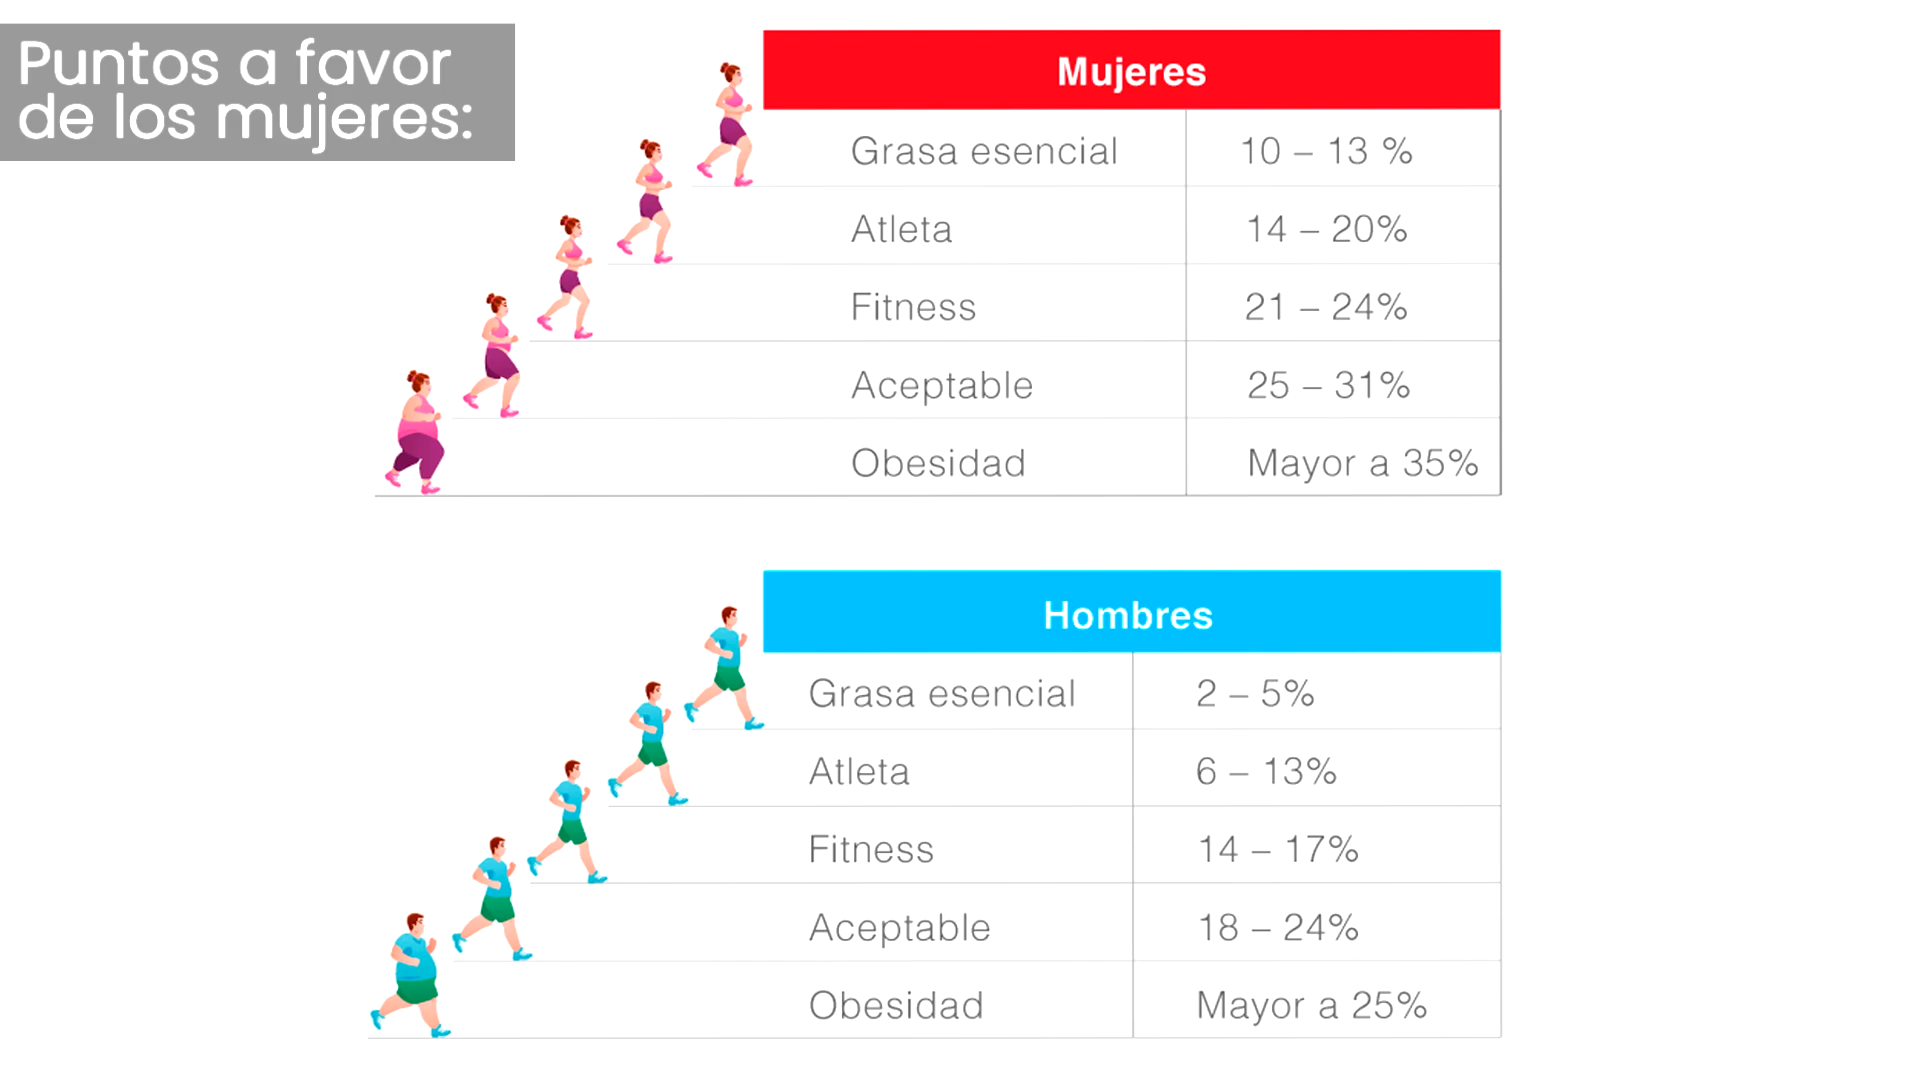 Puntos a favor
de los mujeres:
Mujeres
Grasa esencial 10 – 13 %
Atleta 14 – 20%
Fitness 21 – 24%
Aceptable 25 – 31%
Obesidad Mayor a 35%
Hombres
Grasa esencial 2 – 5%
Atleta 6 – 13%
Fitness 14 – 17%
Aceptable 18 – 24%
Obesidad Mayor a 25%